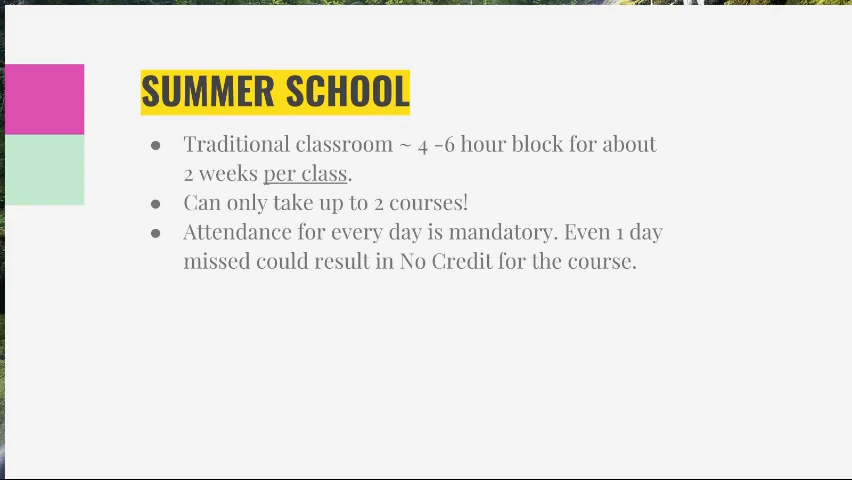 SUMMER SCHOOL
● Traditional classroom ~ 4 -6 hour block for about
2 weeks per class.
● Can only take up to 2 courses!
● Attendance for every day is mandatory. Even 1 day
missed could result in No Credit for the course.